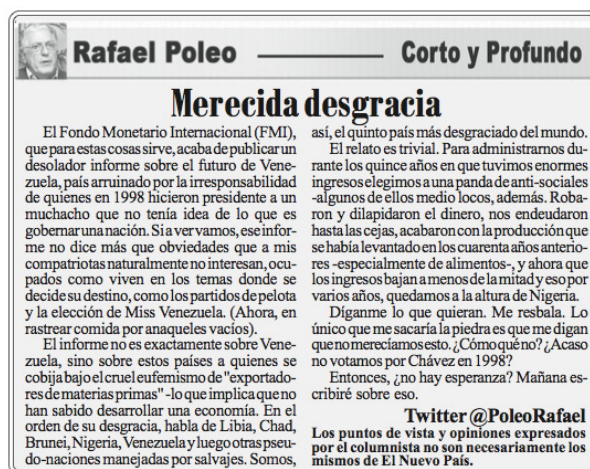 Rafael Poleo
Corto y Profundo
Merecida desgracia
El Fondo Monetario Internacional (FMI),
que para estas cosas sirve, acaba de publicar un
desolador informe sobre el futuro de Vene-
zuela, país arruinado por la irresponsabilidad
de quienes en 1998 hicieron presidente a un
muchacho que no tenía idea de lo que es
gobernar una nación. Si a ver vamos, ese infor-
me no dice más que obviedades que a mis
compatriotas naturalmente no interesan, ocu-
pados como viven en los temas donde se
decide su destino, como los partidos de pelota
y la elección de Miss Venezuela. (Ahora, en
rastrear comida por anaqueles vacíos).
El informe no es exactamente sobre Vene-
zuela, sino sobre estos países a quienes se
cobija bajo el cruel eufemismo de "exportado-
res de materias primas" -lo que implica que no
han sabido desarrollar una economía. En el
orden de su desgracia, habla de Libia, Chad,
Brunei, Nigeria, Venezuela y luego otras pseu-
do-naciones manejadas por salvajes. Somos,
así, el quinto país más desgraciado del mundo.
El relato es trivial. Para administrarnos du-
rante los quince años en que tuvimos enormes
ingresos elegimos a una panda de anti-sociales
-algunos de ellos medio locos, además. Roba-
ron y dilapidaron el dinero, nos endeudaron
hasta las cejas, acabaron con la producción que
se había levantado en los cuarenta años anterio-
res -especialmente de alimentos-, y ahora que
los ingresos bajan a menos de la mitad y eso por
varios años, quedamos a la altura de Nigeria.
Díganme lo que quieran. Me resbala. Lo
único que me sacaría la piedra es que me digan
que no merecíamos esto. ¿Cómo qué no? ¿Acaso
no votamos por Chávez en 1998?
Entonces, ¿no hay esperanza? Mañana es-
cribiré sobre eso.
Twitter @PoleoRafael
Los puntos de vista y opiniones expresados
por el columnista no son necesariamente los
mismos de El Nuevo País.